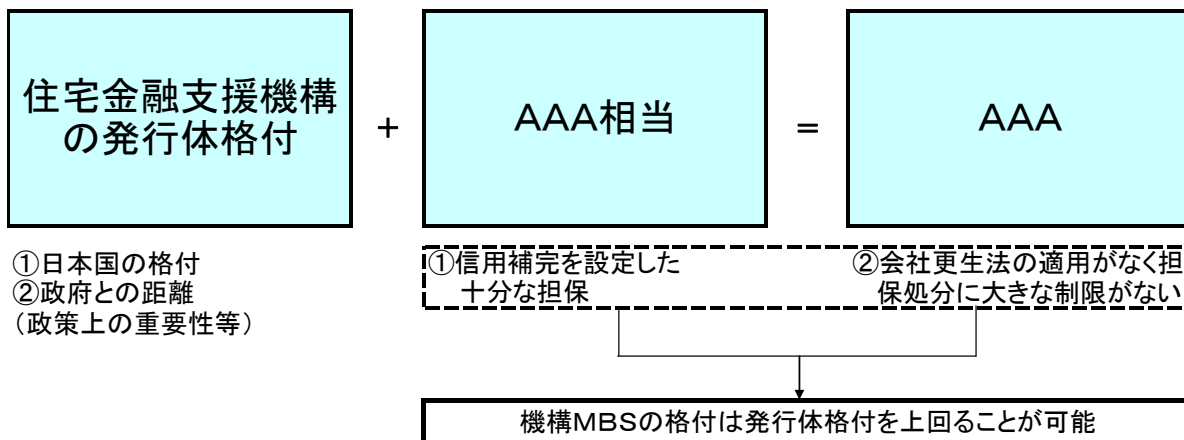 住宅金融支援機構
の発行体格付
＋
ＡＡＡ相当
＝
ＡＡＡ
①日本国の格付
②政府との距離
（政策上の重要性等）
①信用補完を設定した
十分な担保
②会社更生法の適用がなく担
保処分に大きな制限がない
機構ＭＢＳの格付は発行体格付を上回ることが可能